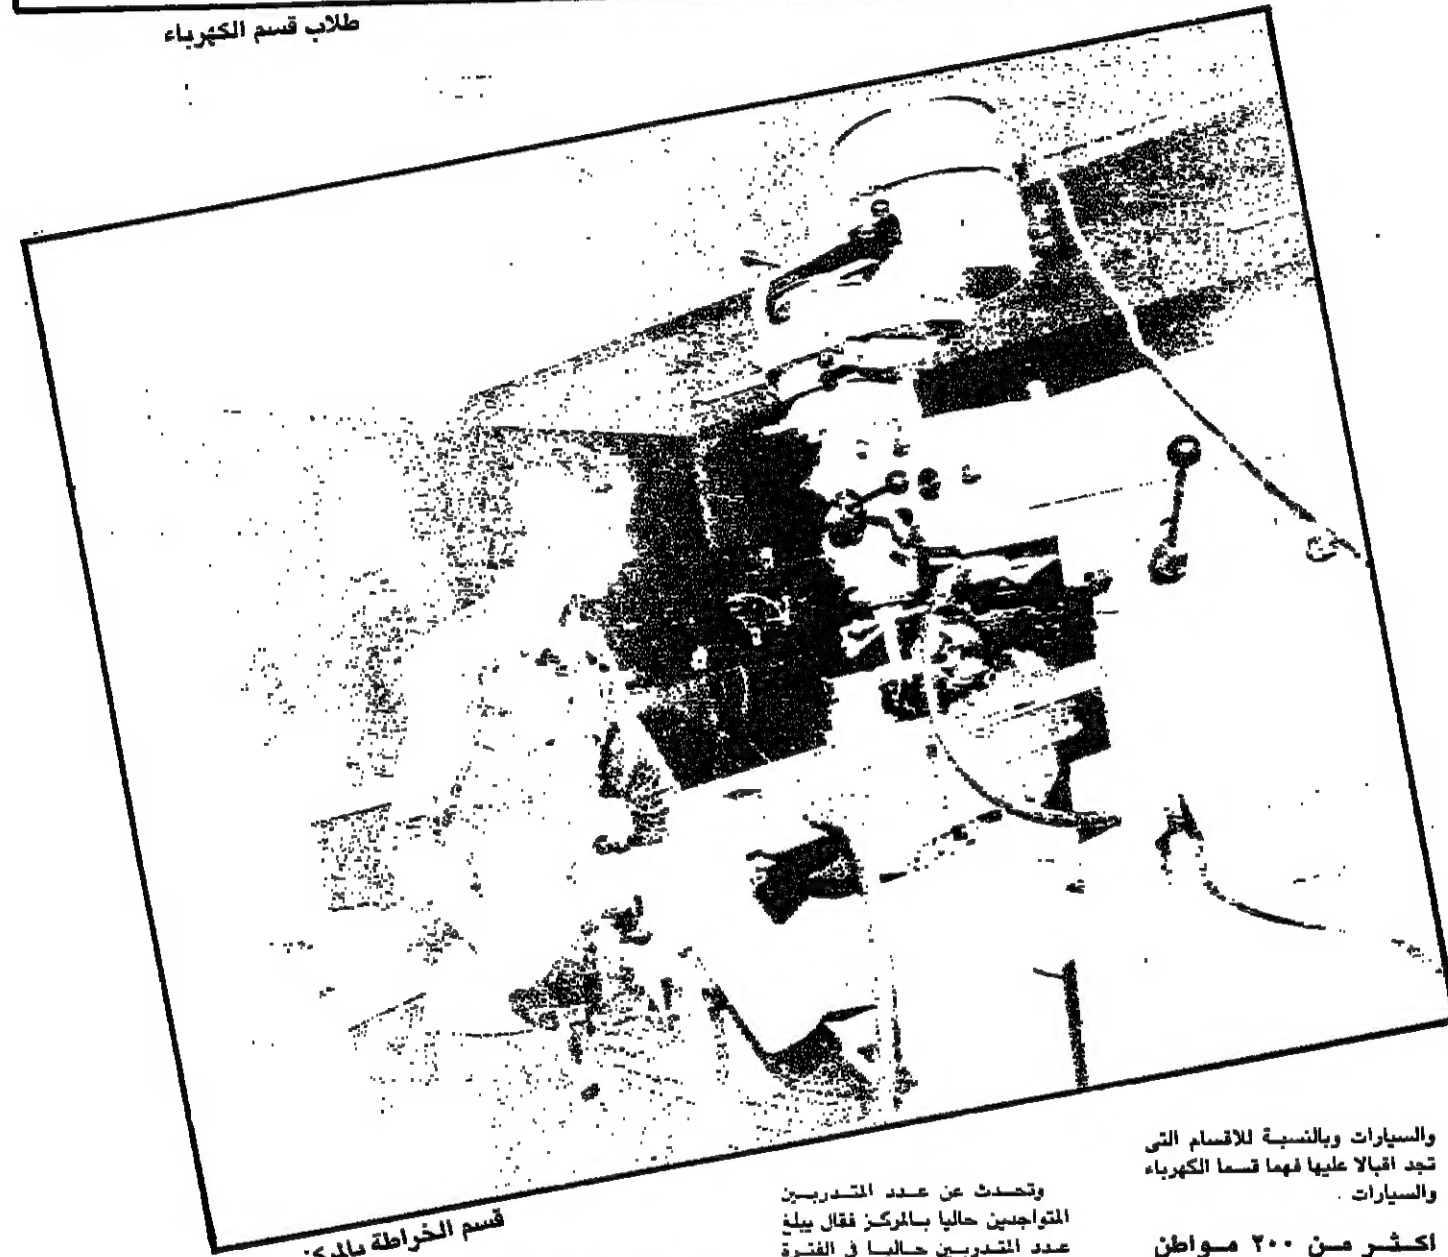 طلاب قسم الكهرباء
والسيارات وبالنسبة للاقسام التى
تجد اقبالا عليها فهما قسما الكهرباء
والسيارات .
اكثر من ٢٠٠ مواطن
وتحدث عن عدد المتدربين
المتواجدين حاليا بالمركز فقال يبلغ
عدد المتدربين حاليا فى الفترة
قسم الخراطة بالمركز